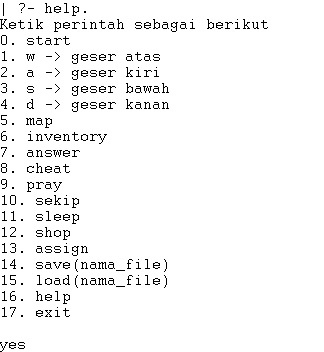 | ?- help.
Ketik perintah sebagai berikut
0. start
1. w -> geser atas
2. a -> geser kiri
3. s -> geser bawah
4. d -> geser kanan
5. map
6. inventory
7. answer
8. cheat
9. pray
10. sekip
11. sleep
12. shop
13. assign
14. save(nama_file)
15. load(nama_file)
16. help
17. exit
yes